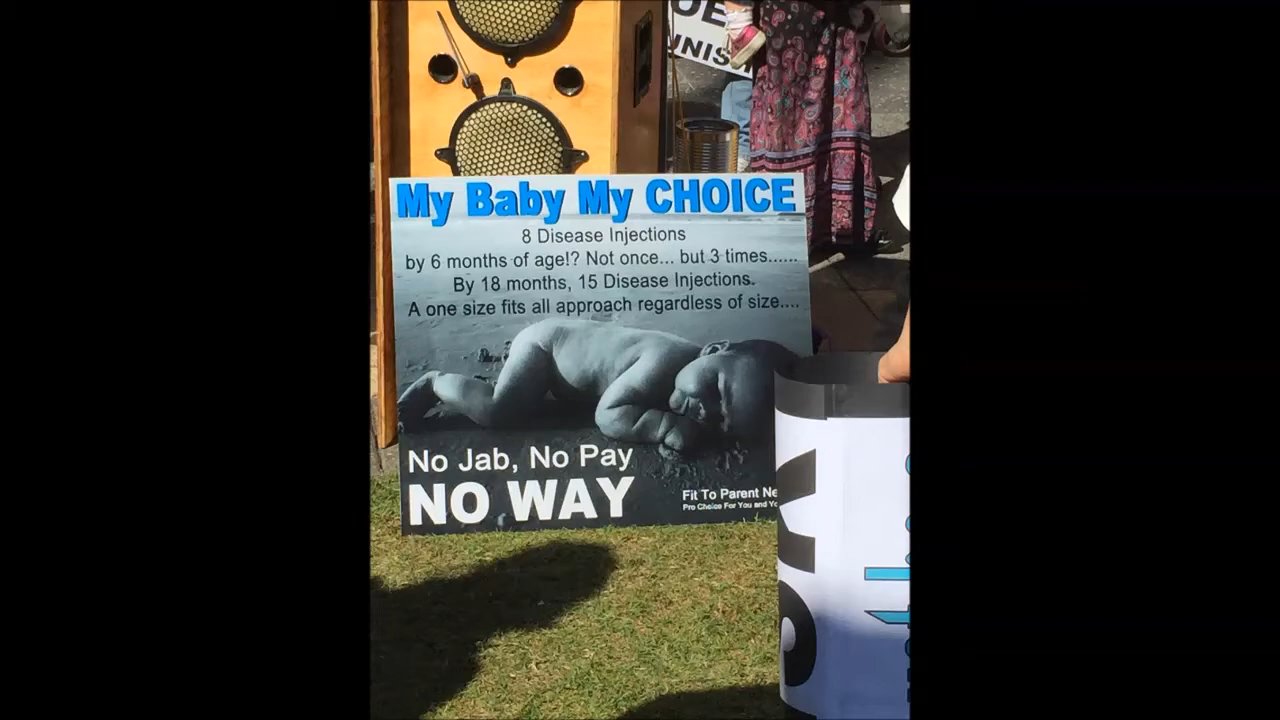 My Baby My CHOICE
8 Disease Injections
by 6 months of age!? Not once... but 3 times......
By 18 months, 15 Disease Injections.
A one size fits all approach regardless of size....
No Jab, No Pay
NO WAY
Fit To Parent
Pro Choice For You and